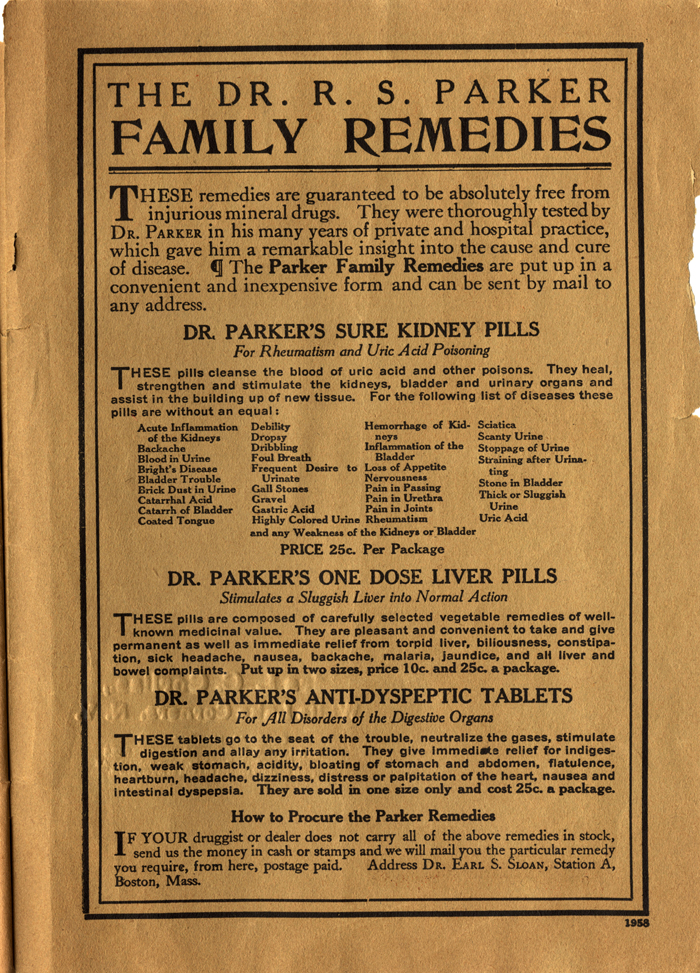 THE DR. R. S. PARKER
FAMILY REMEDIES
THESE remedies are guaranteed to be absolutely free from
injurious mineral drugs. They were thoroughly tested by
DR. PARKER in his many years of private and hospital practice,
which gave him a remarkable insight into the cause and cure
of disease. ¶ The Parker Family Remedies are put up in a
convenient and inexpensive form and can be sent by mail to
any address.
DR. PARKER'S SURE KIDNEY PILLS
For Rheumatism and Uric Acid Poisoning
THESE pills cleanse the blood of uric acid and other poisons. They heal,
strengthen and stimulate the kidneys, bladder and urinary organs and
assist in the building up of new tissue. For the following list of diseases these
pills are without an equal:
Acute Inflammation
of the Kidneys
Backache
Blood in Urine
Bright's Disease
Bladder Trouble
Brick Dust in Urine
Catarrhal Acid
Catarrh of Bladder
Coated Tongue
Debility
Dropsy
Dribbling
Foul Breath
Frequent Desire to
Urinate
Gall Stones
Gravel
Gastric Acid
Highly Colored Urine
Hemorrhage of Kid-
neys
Inflammation of the
Bladder
Loss of Appetite
Nervousness
Pain in Passing
Pain in Urethra
Pain in Joints
Rheumatism
Sciatica
Scanty Urine
Stoppage of Urine
Straining after Urina-
ting
Stone in Bladder
Thick or Sluggish
Urine
Uric Acid
and any Weakness of the Kidneys or Bladder
PRICE 25c. Per Package
DR. PARKER'S ONE DOSE LIVER PILLS
Stimulates a Sluggish Liver into Normal Action
THESE pills are composed of carefully selected vegetable remedies of well-
known medicinal value. They are pleasant and convenient to take and give
permanent as well as immediate relief from torpid liver, biliousness, constipa-
tion, sick headache, nausea, backache, malaria, jaundice, and all liver and
bowel complaints. Put up in two sizes, price 10c. and 25c. a package.
DR. PARKER'S ANTI-DYSPEPTIC TABLETS
For All Disorders of the Digestive Organs
THESE tablets go to the seat of the trouble, neutralize the gases, stimulate
digestion and allay any irritation. They give immediate relief for indiges-
tion, weak stomach, acidity, bloating of stomach and abdomen, flatulence,
heartburn, headache, dizziness, distress or palpitation of the heart, nausea and
intestinal dyspepsia. They are sold in one size only and cost 25c. a package.
How to Procure the Parker Remedies
IF YOUR druggist or dealer does not carry all of the above remedies in stock,
send us the money in cash or stamps and we will mail you the particular remedy
you require, from here, postage paid. Address DR. EARL S. SLOAN, Station A,
Boston, Mass.
1958